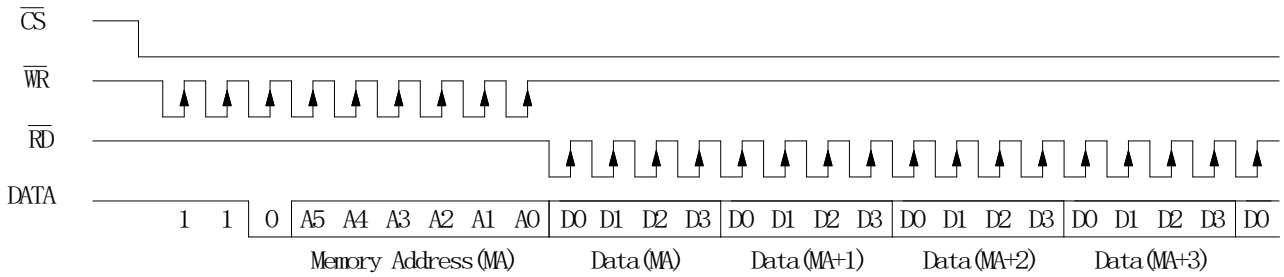 CS
WR
RD
DATA
1 1 0 A5 A4 A3 A2 A1 A0 D0 D1 D2 D3 D0 D1 D2 D3 D0 D1 D2 D3 D0 D1 D2 D3 D0
Memory Address(MA) Data(MA) Data(MA+1) Data(MA+2) Data(MA+3)